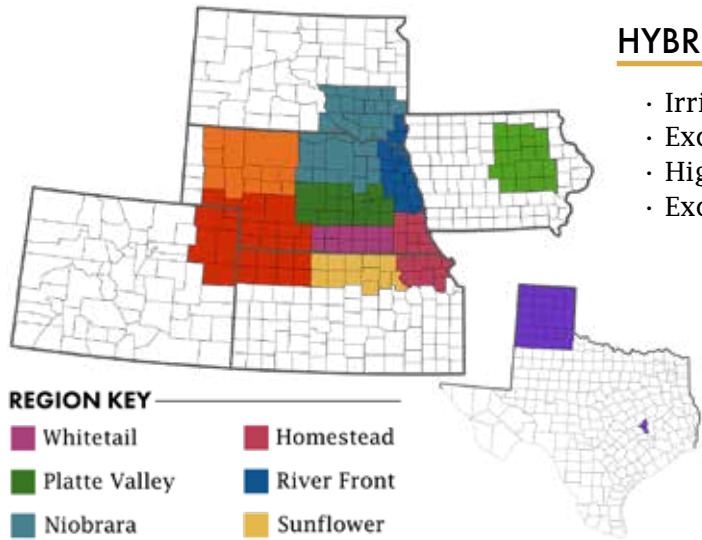 HYBR
· Irri
· Exc
· Hig
· Exc
REGION KEY
Whitetail
Homestead
Platte Valley
River Front
Niobrara
Sunflower